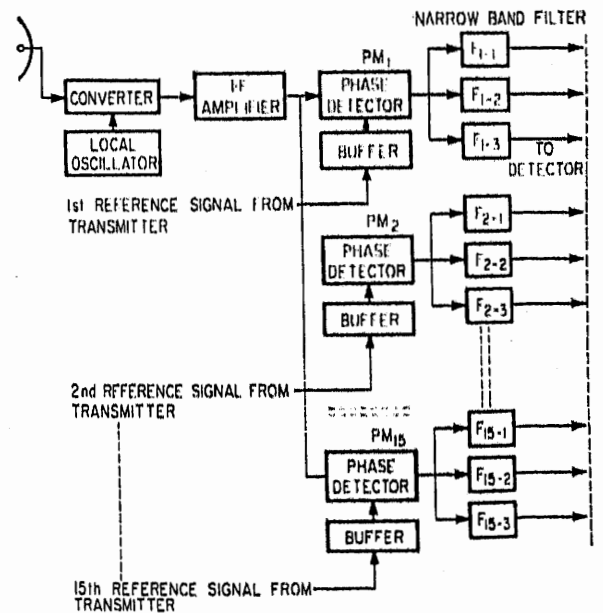 NARROW BAND FILTER
PM1
F1-1
CONVERTER
I-F
AMPLIFIER
PHASE
DETECTOR
F1-2
LOCAL
OSCILLATOR
BUFFER
F1-3
TO
DETECTOR
1st REFERENCE SIGNAL FROM
TRANSMITTER
PM2
F2-1
PHASE
DETECTOR
F2-2
BUFFER
F2-3
2nd REFERENCE SIGNAL FROM
TRANSMITTER
PM15
F15-1
PHASE
DETECTOR
F15-2
BUFFER
F15-3
15th REFERENCE SIGNAL FROM
TRANSMITTER